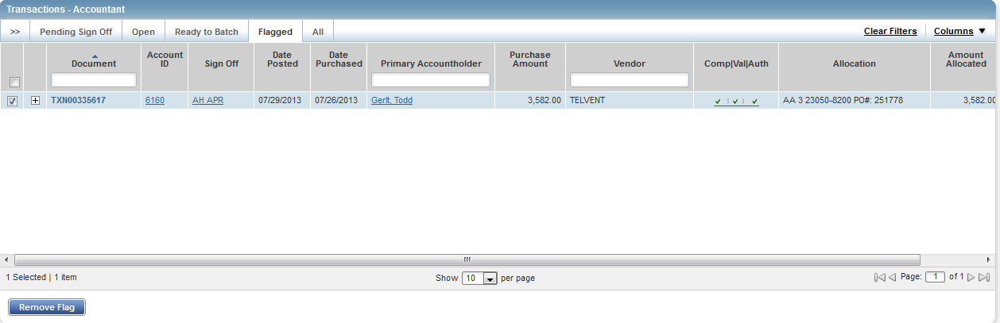 Transactions - Accountant
>> Pending Sign Off Open Ready to Batch Flagged All Clear Filters Columns
Document Account ID Sign Off Date Posted Date Purchased Primary Accountholder Purchase Amount Vendor Comp|Val|Auth Allocation Amount Allocated
TXN00335617 6160 AH APR 07/29/2013 07/26/2013 Gerlt, Todd 3,582.00 TELVENT AA 3 23050-8200 PO#: 251778 3,582.00
1 Selected | 1 item Show 10 per page Page: 1 of 1
Remove Flag